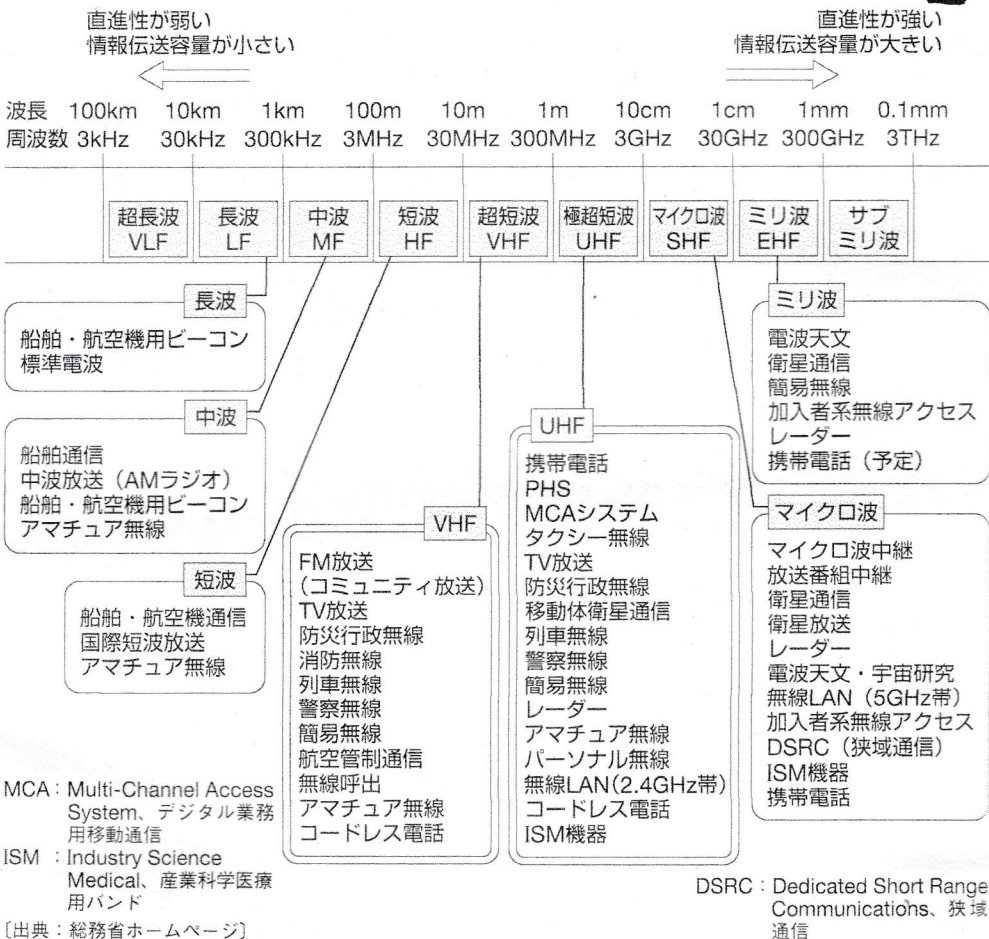 直進性が弱い
情報伝送容量が小さい
直進性が強い
情報伝送容量が大きい
波長 100km 10km 1km 100m 10m 1m 10cm 1cm 1mm 0.1mm
周波数 3kHz 30kHz 300kHz 3MHz 30MHz 300MHz 3GHz 30GHz 300GHz 3THz
超長波 長波 中波 短波 超短波 極超短波 マイクロ波 ミリ波 サブ
VLF LF MF HF VHF UHF SHF EHF ミリ波
長波
船舶・航空機用ビーコン
標準電波
中波
船舶通信
中波放送（AMラジオ）
船舶・航空機用ビーコン
アマチュア無線
短波
船舶・航空機通信
国際短波放送
アマチュア無線
VHF
FM放送
（コミュニティ放送）
TV放送
防災行政無線
消防無線
列車無線
警察無線
簡易無線
航空管制通信
無線呼出
アマチュア無線
コードレス電話
UHF
携帯電話
PHS
MCAシステム
タクシー無線
TV放送
防災行政無線
移動体衛星通信
列車無線
警察無線
簡易無線
レーダー
アマチュア無線
パーソナル無線
無線LAN(2.4GHz帯)
コードレス電話
ISM機器
ミリ波
電波天文
衛星通信
簡易無線
加入者系無線アクセス
レーダー
携帯電話（予定）
マイクロ波
マイクロ波中継
放送番組中継
衛星通信
衛星放送
レーダー
電波天文・宇宙研究
無線LAN（5GHz帯）
加入者系無線アクセス
DSRC（狭域通信）
ISM機器
携帯電話
MCA：Multi-Channel Access
System、デジタル業務
用移動通信
ISM ：Industry Science
Medical、産業科学医療
用バンド
〔出典：総務省ホームページ〕
DSRC：Dedicated Short Range
Communications、狭域
通信